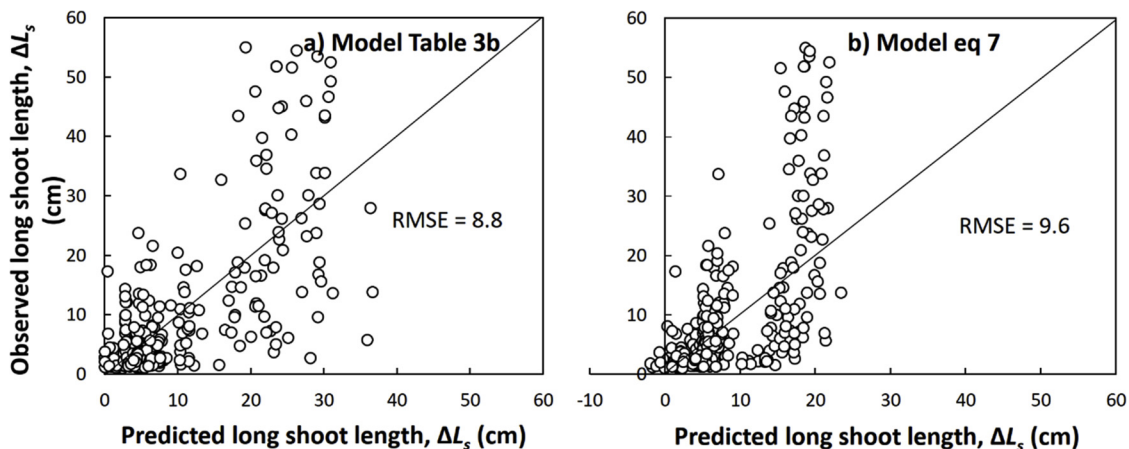 Observed long shoot length, ΔLs
(cm)
60
50
40
30
20
10
0
a) Model Table 3b
RMSE = 8.8
0 10 20 30 40 50 60
Predicted long shoot length, ΔLs (cm)
60
50
40
30
20
10
0
b) Model eq 7
RMSE = 9.6
-10 0 10 20 30 40 50 60
Predicted long shoot length, ΔLs (cm)